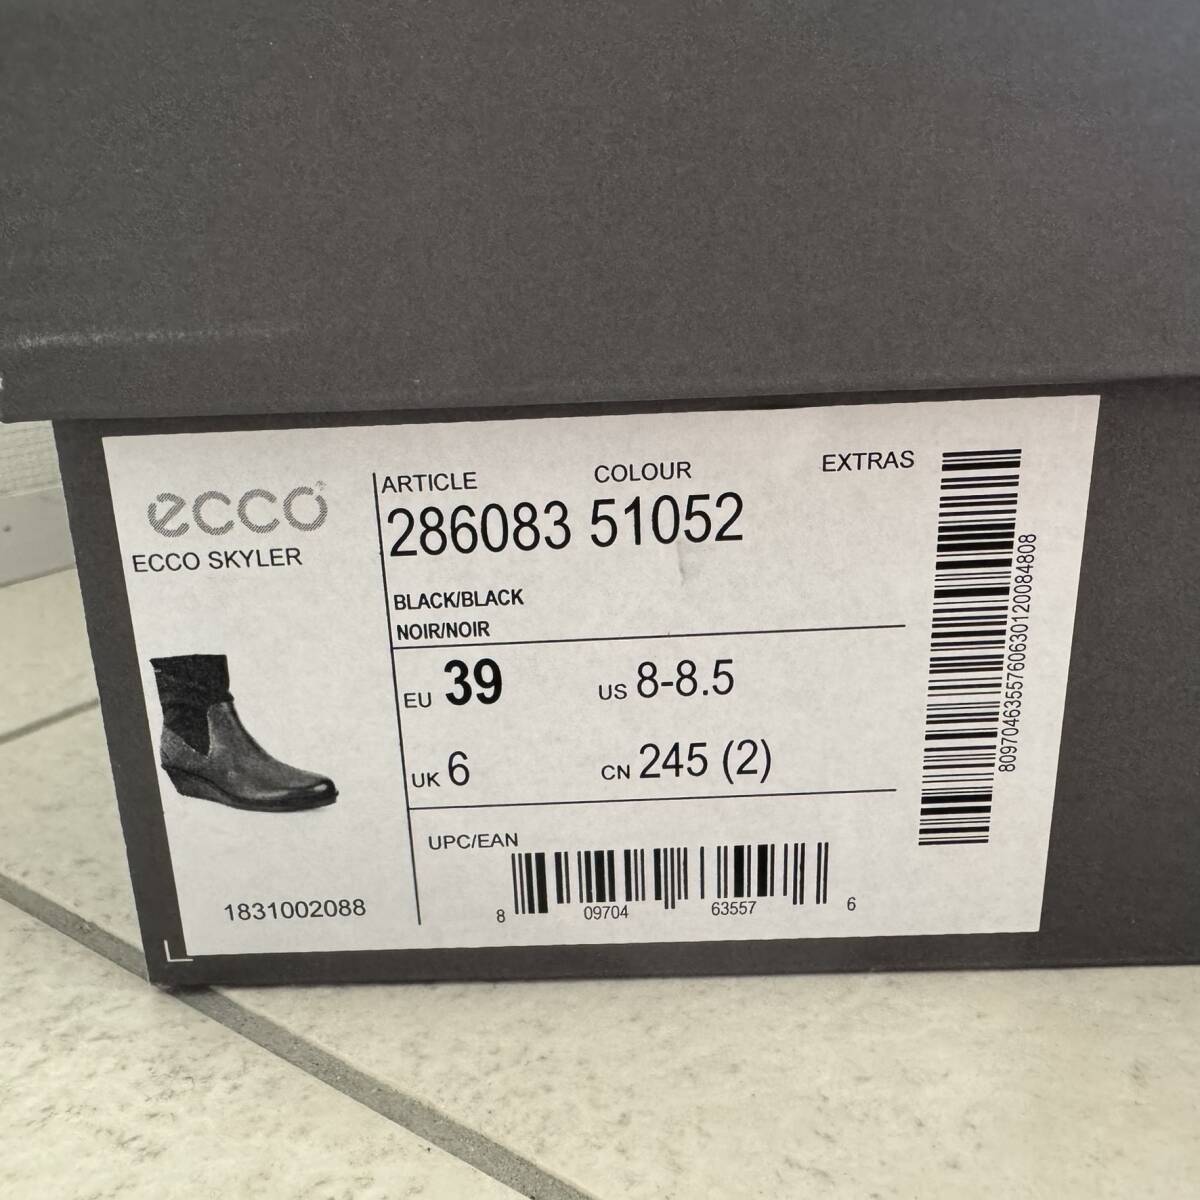 ecco
ECCO SKYLER
ARTICLE COLOUR EXTRAS
286083 51052
BLACK/BLACK
NOIR/NOIR
EU 39 US 8-8.5
UK 6 CN 245 (2)
UPC/EAN
8 09704 63557 6
1831002088
8097046355760630120084808